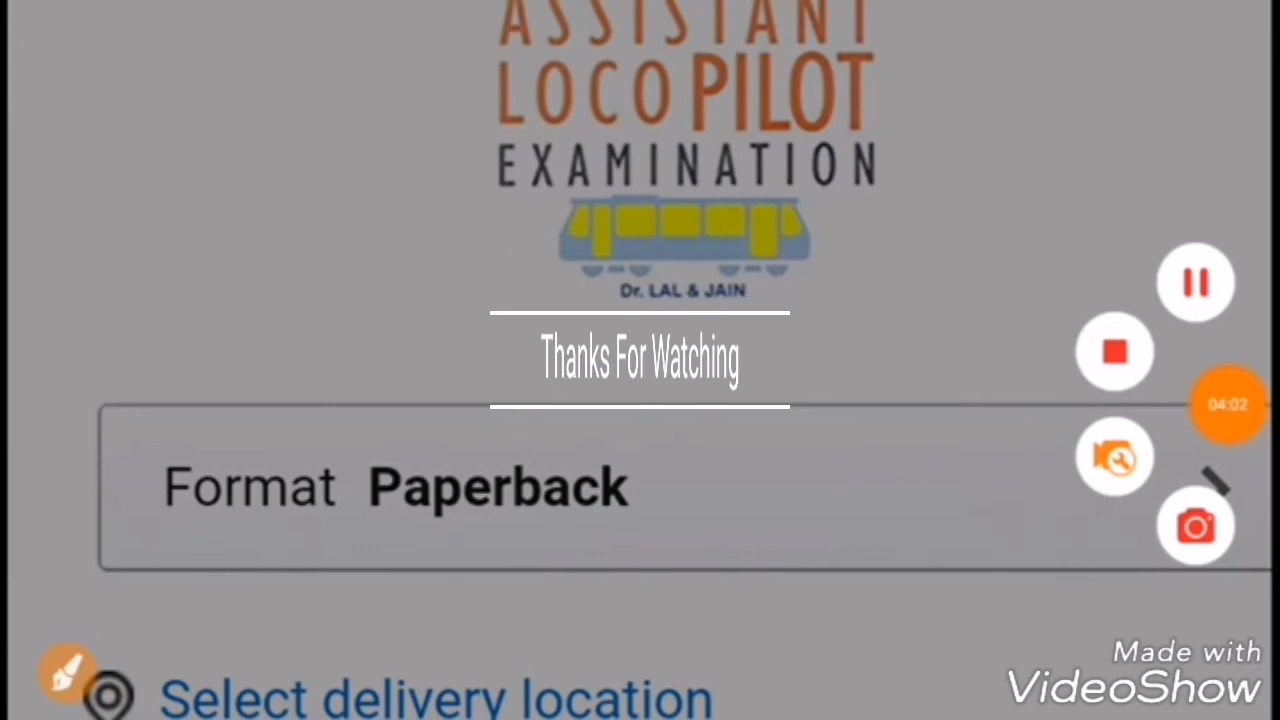 ASSISTANT
LOCO PILOT
EXAMINATION
Dr. LAL & JAIN
Thanks For Watching
04:02
Format Paperback
Select delivery location
Made with
VideoShow